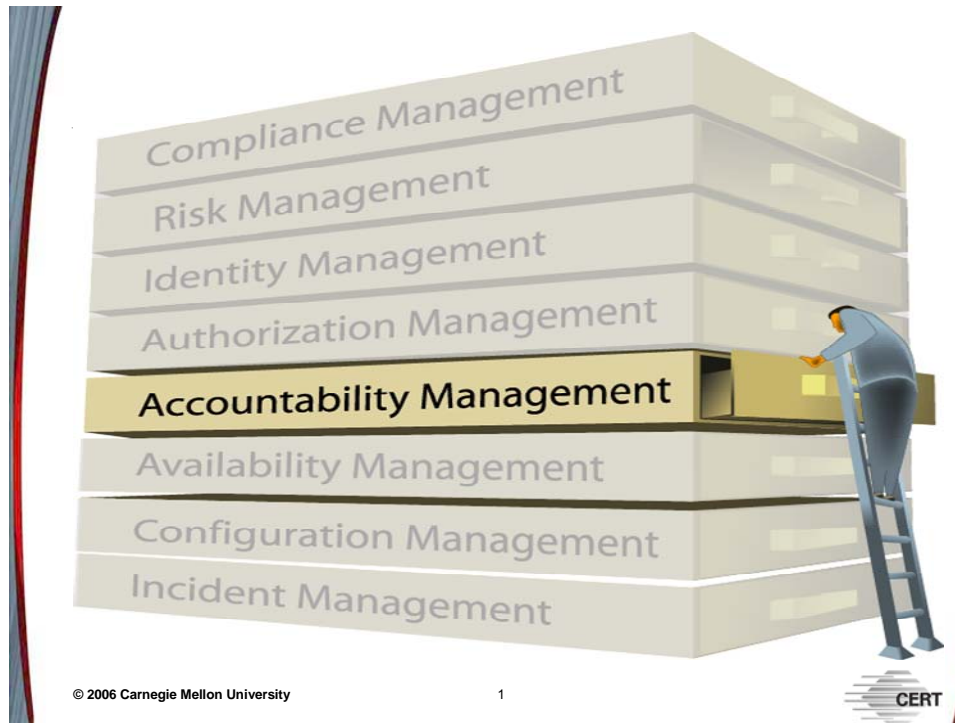 Compliance Management
Risk Management
Identity Management
Authorization Management
Accountability Management
Availability Management
Configuration Management
Incident Management
© 2006 Carnegie Mellon University
1
CERT